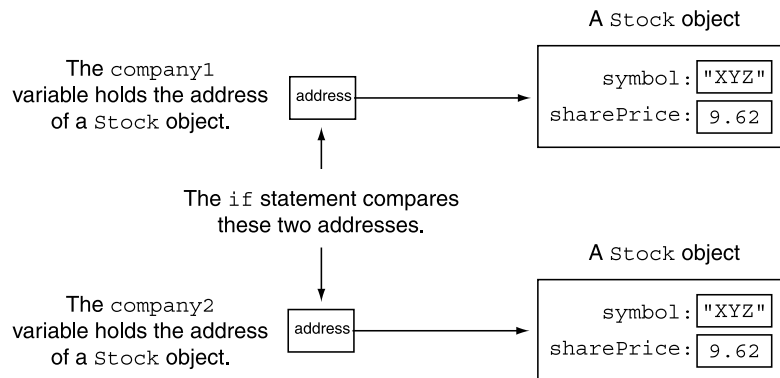 A Stock object
The company1
variable holds the address
of a Stock object.
address
symbol: "XYZ"
sharePrice: 9.62
The if statement compares
these two addresses.
A Stock object
The company2
variable holds the address
of a Stock object.
address
symbol: "XYZ"
sharePrice: 9.62